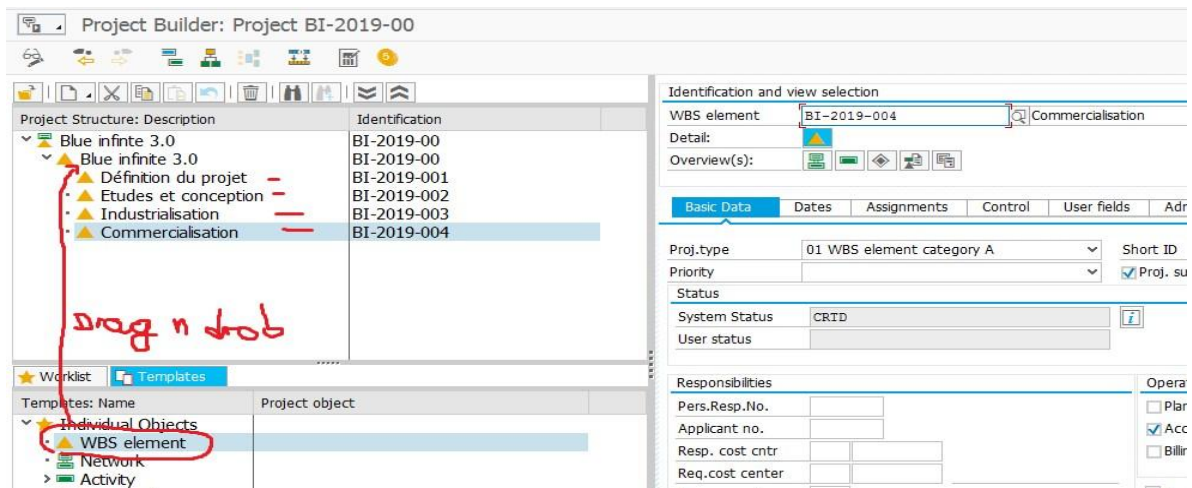 Project Builder: Project BI-2019-00
Identification and view selection
WBS element BI-2019-004 Commercialisation
Detail:
Overview(s):
Project Structure: Description Identification
Blue infinte 3.0 BI-2019-00
Blue infinite 3.0 BI-2019-00
Définition du projet BI-2019-001
Etudes et conception BI-2019-002
Industrialisation BI-2019-003
Commercialisation BI-2019-004
Drag n drob
Basic Data Dates Assignments Control User fields Adr
Proj.type 01 WBS element category A Short ID
Priority Proj. su
Status
System Status CRTD
User status
Worklist Templates
Templates: Name Project object
Individual Objects
WBS element
Network
Activity
Responsibilities Operat
Pers.Resp.No. Plar
Applicant no. Acc
Resp. cost cntr Billir
Req.cost center